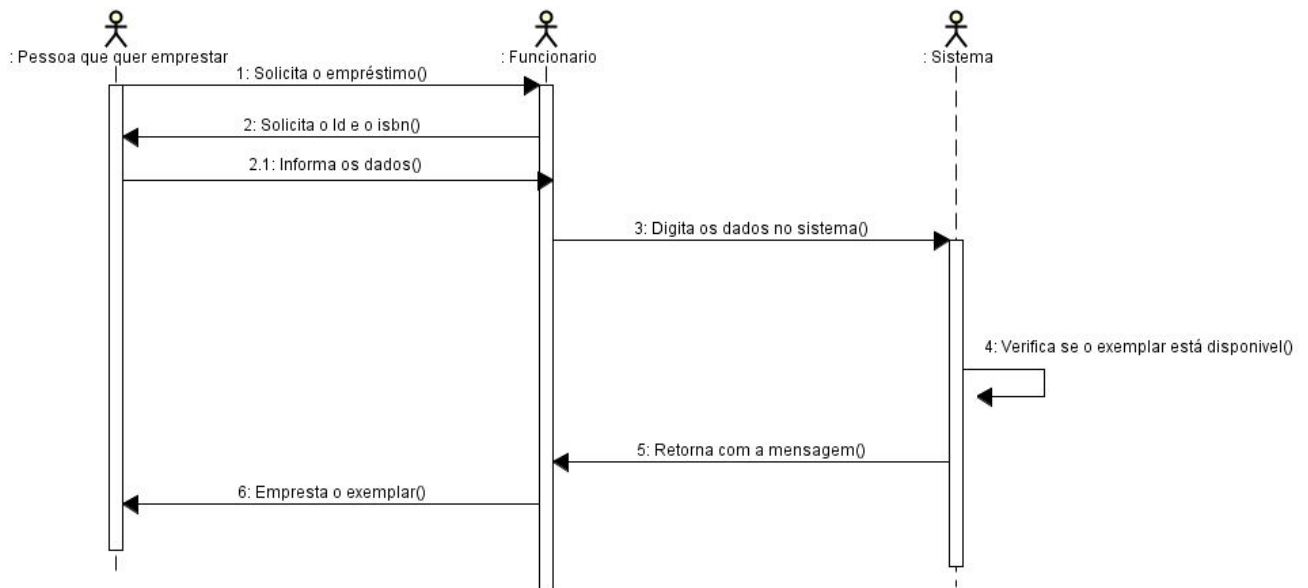 : Pessoa que quer emprestar
: Funcionario
: Sistema
1: Solicita o empréstimo()
2: Solicita o Id e o isbn()
2.1: Informa os dados()
3: Digita os dados no sistema()
4: Verifica se o exemplar está disponivel()
5: Retorna com a mensagem()
6: Empresta o exemplar()